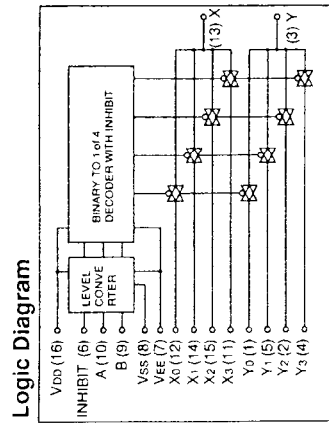 Logic Diagram
VDD (16)
INHIBIT (6)
A (10)
B (9)
VSS (8)
VEE (7)
X0 (12)
X1 (14)
X2 (15)
X3 (11)
Y0 (1)
Y1 (5)
Y2 (2)
Y3 (4)
LEVEL
CONVE
RTER
BINARY TO 1 of 4
DECODER WITH INHIBIT
(13) X
(3) Y